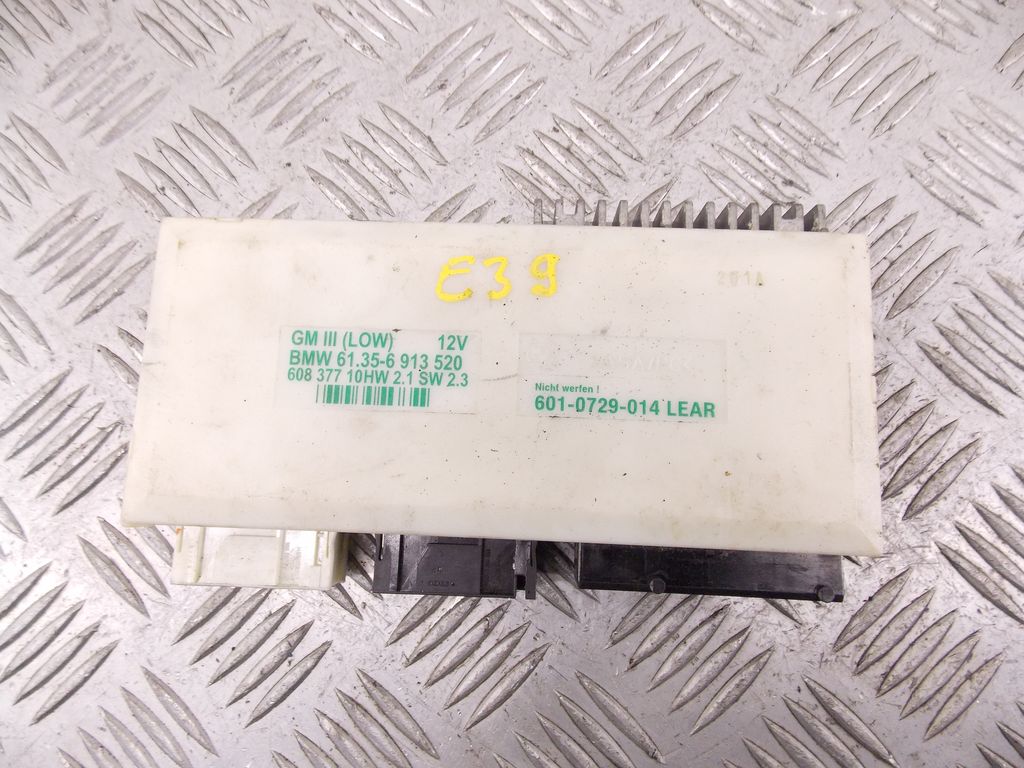 E39
261A
GM III (LOW) 12V
BMW 61.35-6 913 520
608 377 10HW 2.1 SW 2.3
Nicht werfen !
601-0729-014 LEAR